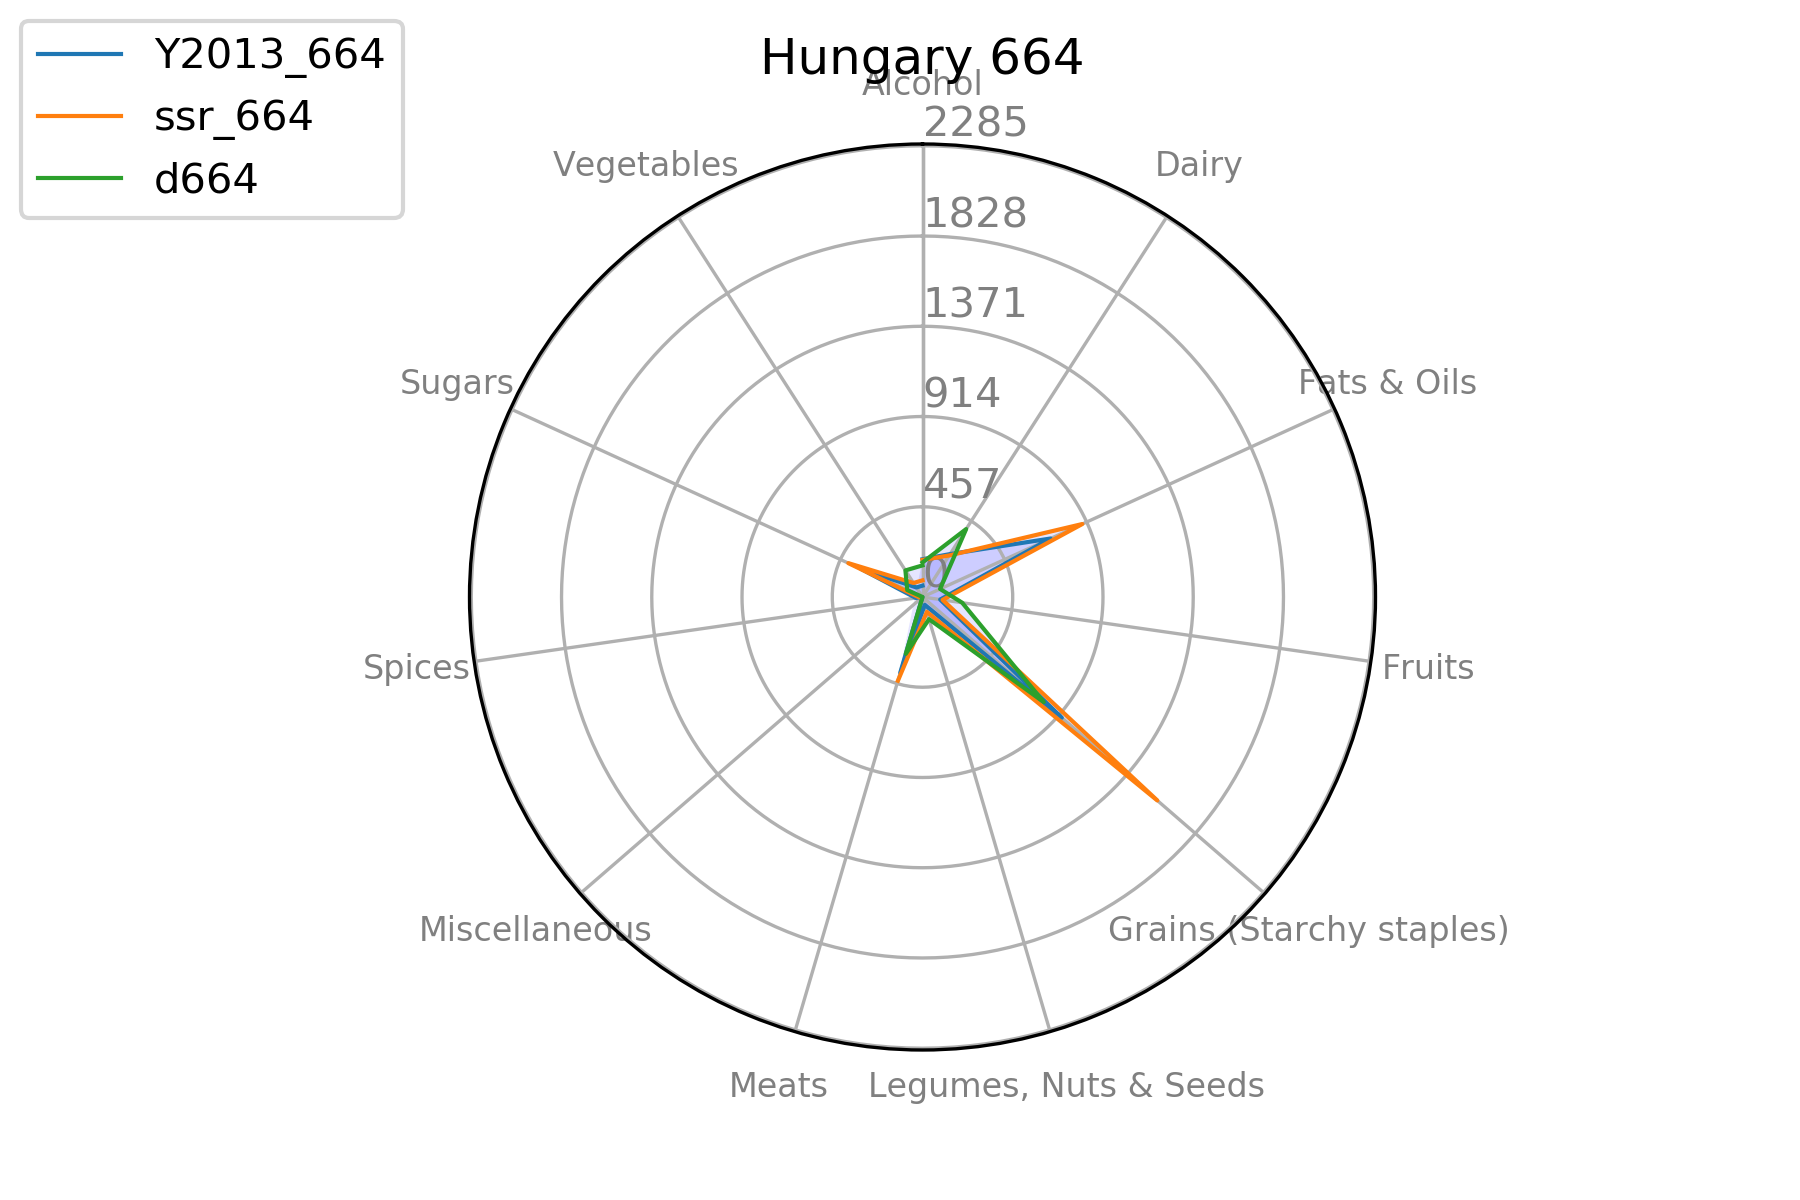 Hungary 664
Y2013_664
ssr_664
d664
Alcohol
2285
Vegetables
Dairy
1828
1371
Sugars
Fats & Oils
914
457
0
Spices
Fruits
Miscellaneous
Grains (Starchy staples)
Meats
Legumes, Nuts & Seeds